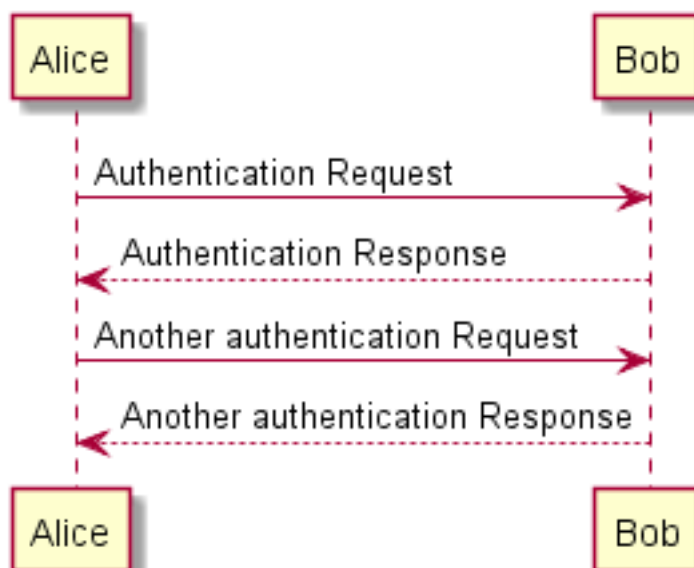 Alice Bob
Authentication Request
Authentication Response
Another authentication Request
Another authentication Response
Alice Bob